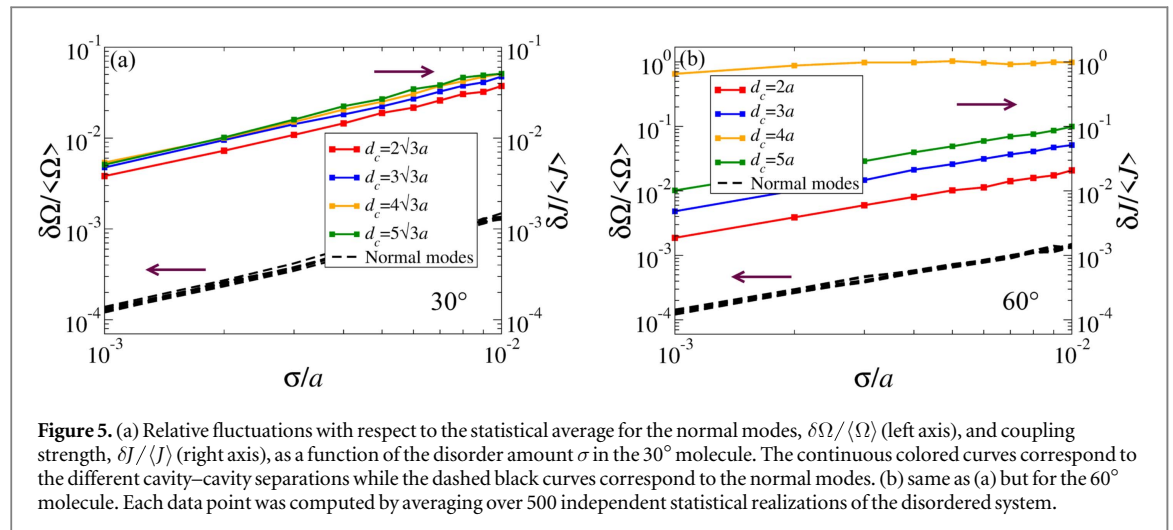 (a)
10^-1
10^-2
10^-3
10^-4
δΩ/<Ω>
10^-1
10^-2
10^-3
10^-4
δJ/<J>
d_c=2√3a
d_c=3√3a
d_c=4√3a
d_c=5√3a
Normal modes
30°
10^-3
10^-2
σ/a
(b)
10^0
10^-1
10^-2
10^-3
10^-4
δΩ/<Ω>
10^0
10^-1
10^-2
10^-3
10^-4
δJ/<J>
d_c=2a
d_c=3a
d_c=4a
d_c=5a
Normal modes
60°
10^-3
10^-2
σ/a
Figure 5. (a) Relative fluctuations with respect to the statistical average for the normal modes, δΩ/⟨Ω⟩ (left axis), and coupling
strength, δJ/⟨J⟩ (right axis), as a function of the disorder amount σ in the 30° molecule. The continuous colored curves correspond to
the different cavity–cavity separations while the dashed black curves correspond to the normal modes. (b) same as (a) but for the 60°
molecule. Each data point was computed by averaging over 500 independent statistical realizations of the disordered system.